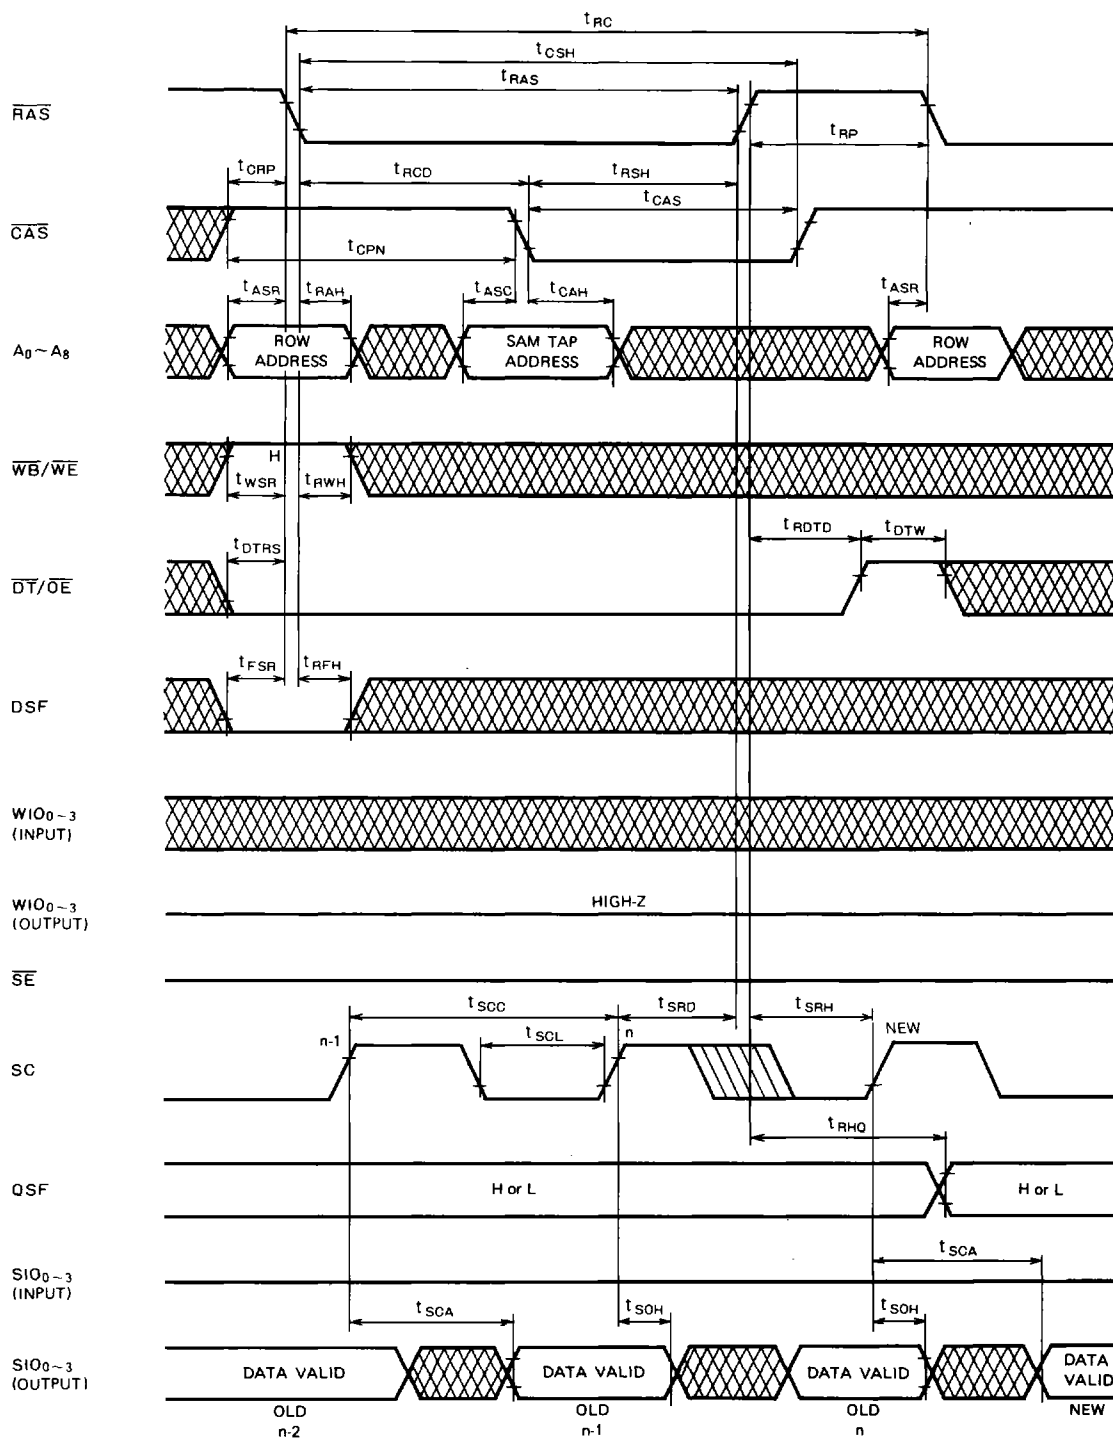 tRC
tCSH
tRAS
RAS
tRP
tCRP
tRCD
tRSH
tCAS
CAS
tCPN
tASR
tRAH
tASC
tCAH
tASR
A0~A8
ROW
ADDRESS
SAM TAP
ADDRESS
ROW
ADDRESS
WB/WE
H
tWSR
tRWH
tRDTD
tDTW
tDTRS
DT/OE
tFSR
tRFH
DSF
WIO0~3
(INPUT)
WIO0~3
(OUTPUT)
HIGH-Z
SE
tSCC
tSRD
tSRH
n-1
tSCL
n
NEW
SC
tRHQ
QSF
H or L
H or L
tSCA
SIO0~3
(INPUT)
tSCA
tSOH
tSOH
SIO0~3
(OUTPUT)
DATA VALID
DATA VALID
DATA VALID
DATA
VALID
OLD
n-2
OLD
n-1
OLD
n
NEW